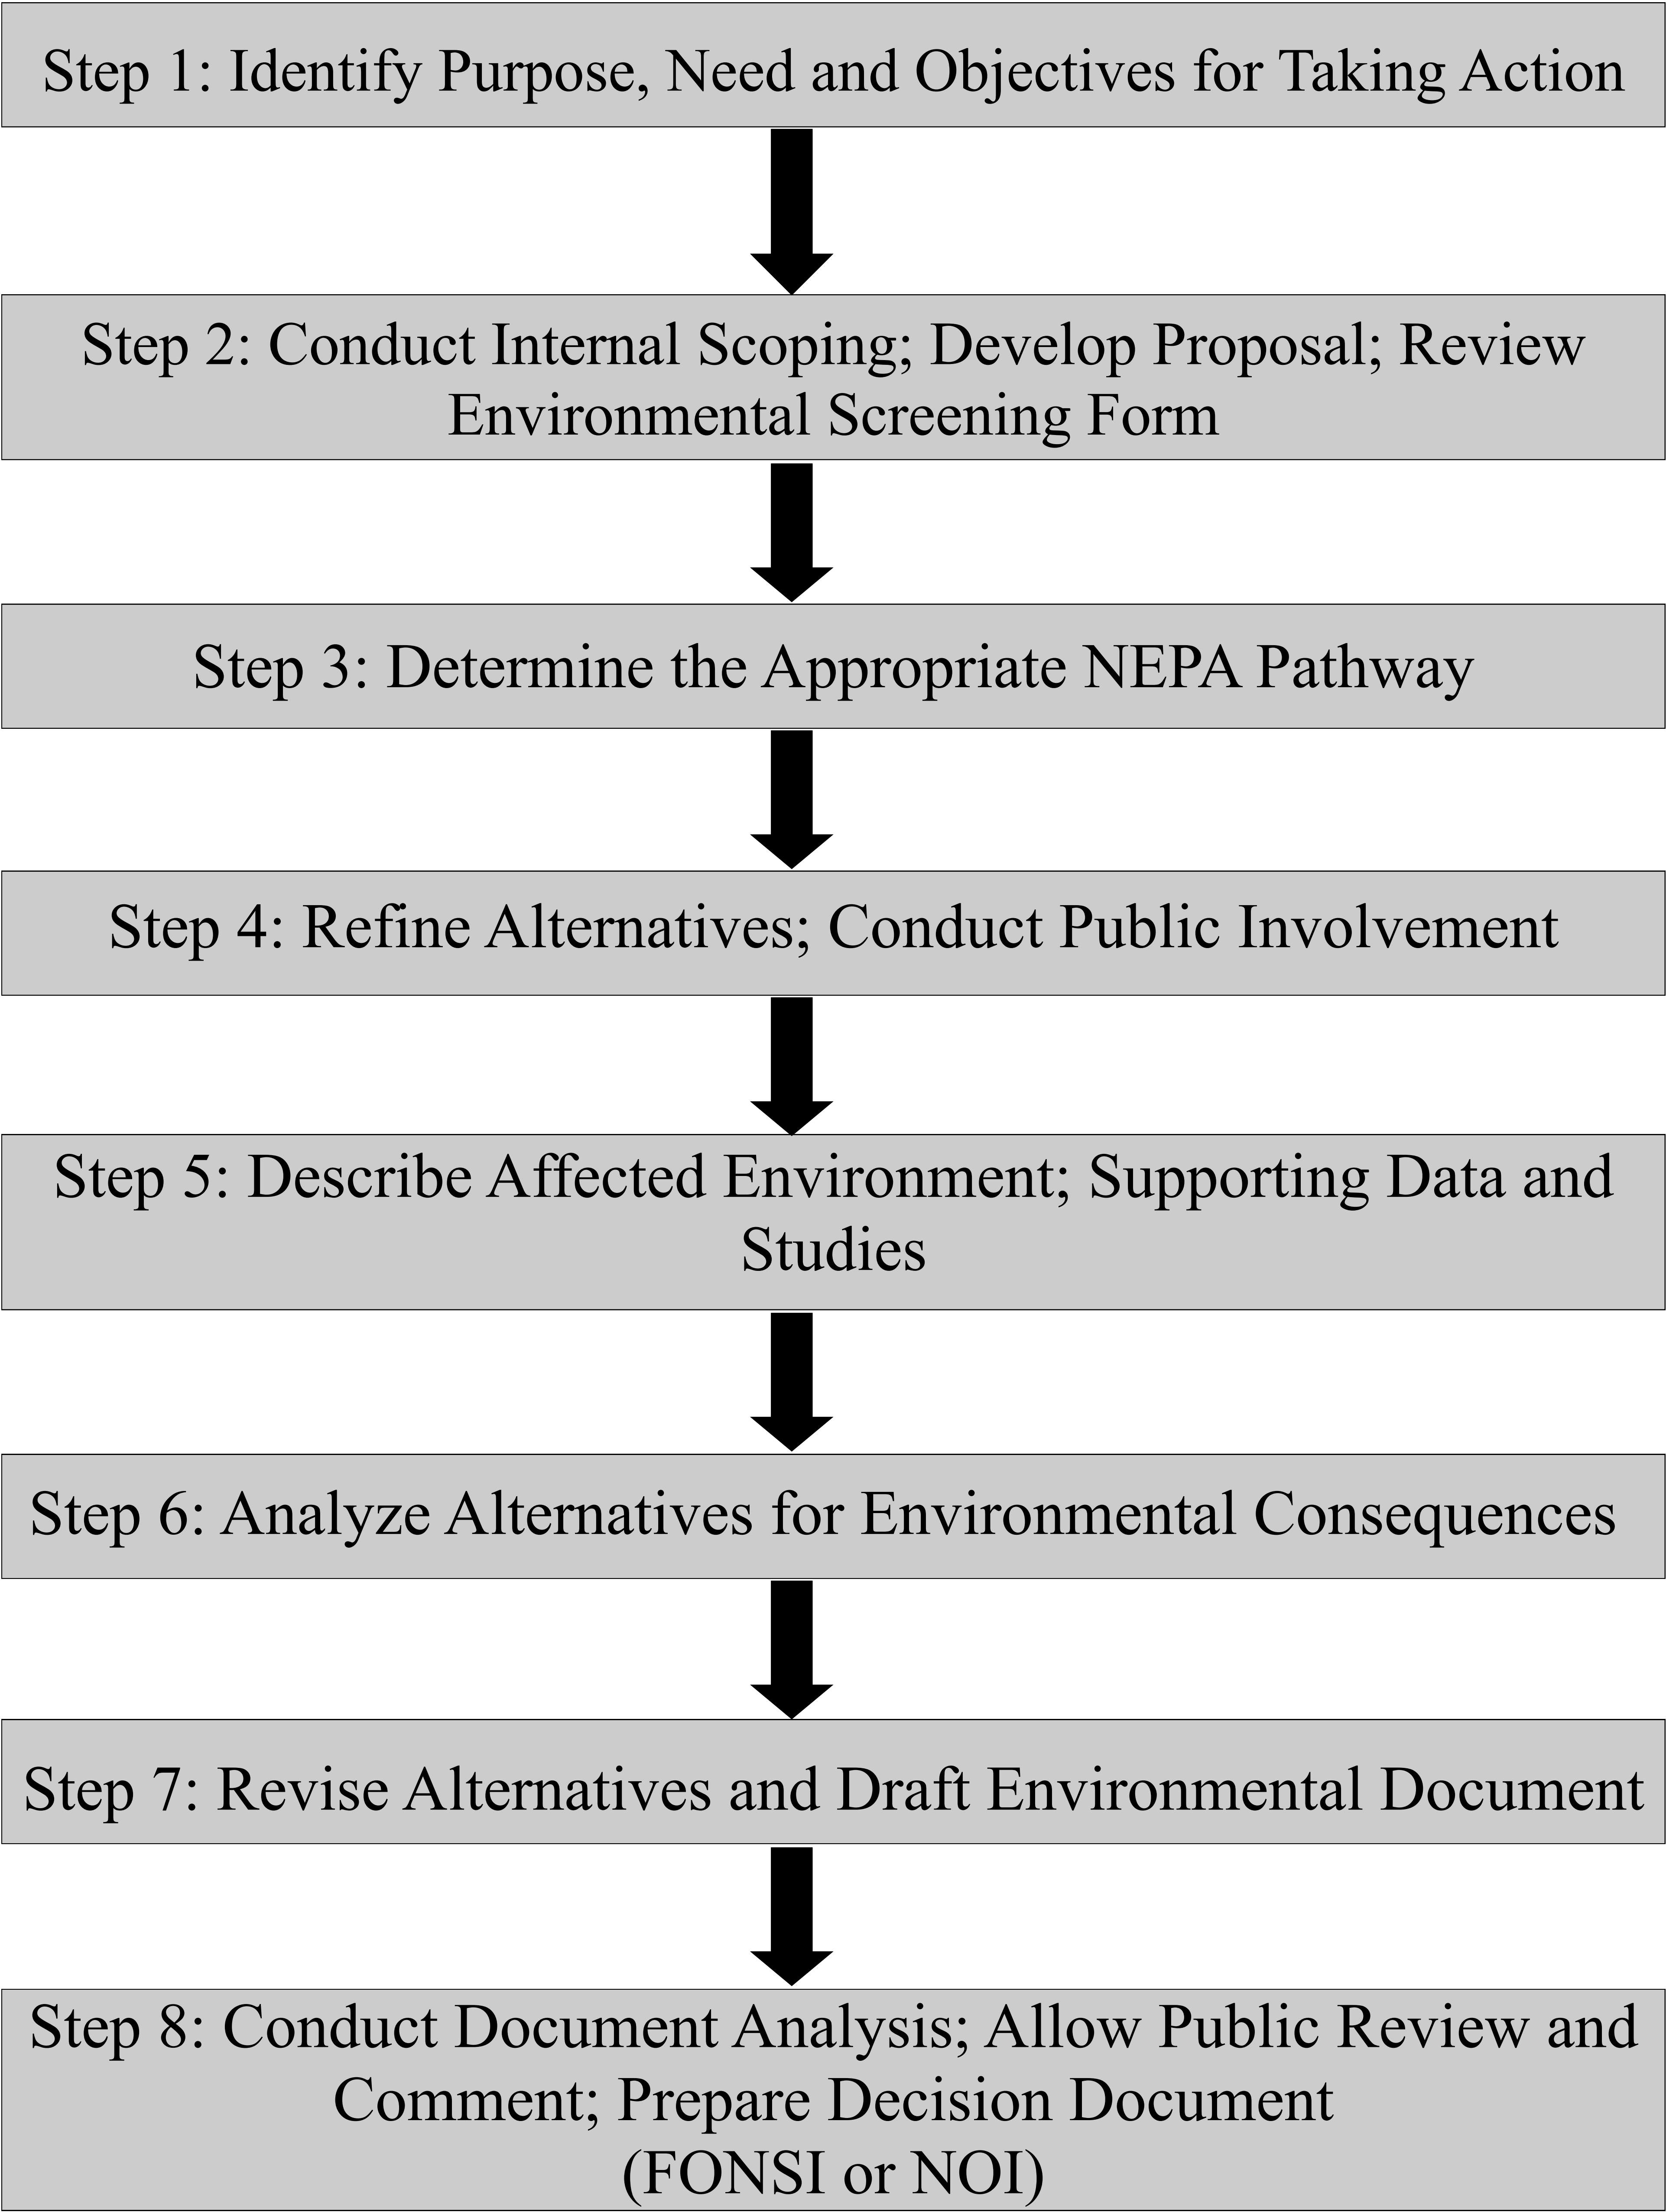 Step 1: Identify Purpose, Need and Objectives for Taking Action
Step 2: Conduct Internal Scoping; Develop Proposal; Review
Environmental Screening Form
Step 3: Determine the Appropriate NEPA Pathway
Step 4: Refine Alternatives; Conduct Public Involvement
Step 5: Describe Affected Environment; Supporting Data and
Studies
Step 6: Analyze Alternatives for Environmental Consequences
Step 7: Revise Alternatives and Draft Environmental Document
Step 8: Conduct Document Analysis; Allow Public Review and
Comment; Prepare Decision Document
(FONSI or NOI)